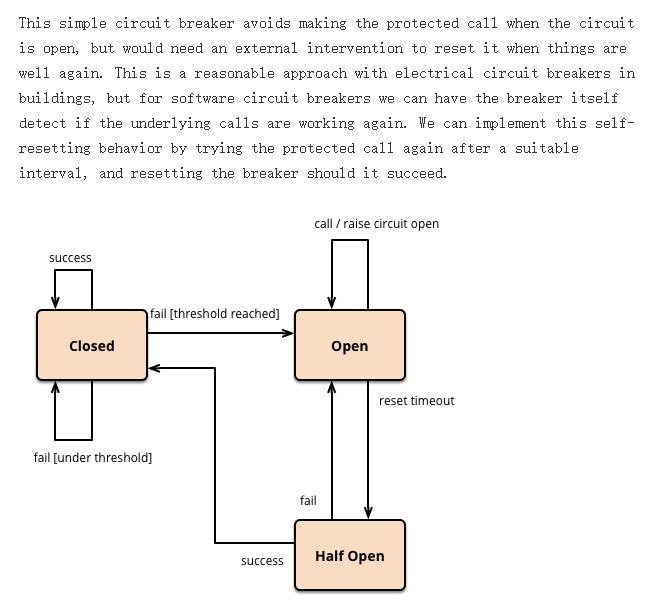 This simple circuit breaker avoids making the protected call when the circuit
is open, but would need an external intervention to reset it when things are
well again. This is a reasonable approach with electrical circuit breakers in
buildings, but for software circuit breakers we can have the breaker itself
detect if the underlying calls are working again. We can implement this self-
resetting behavior by trying the protected call again after a suitable
interval, and resetting the breaker should it succeed.
call / raise circuit open
success
fail [threshold reached]
Closed
Open
reset timeout
fail [under threshold]
fail
Half Open
success